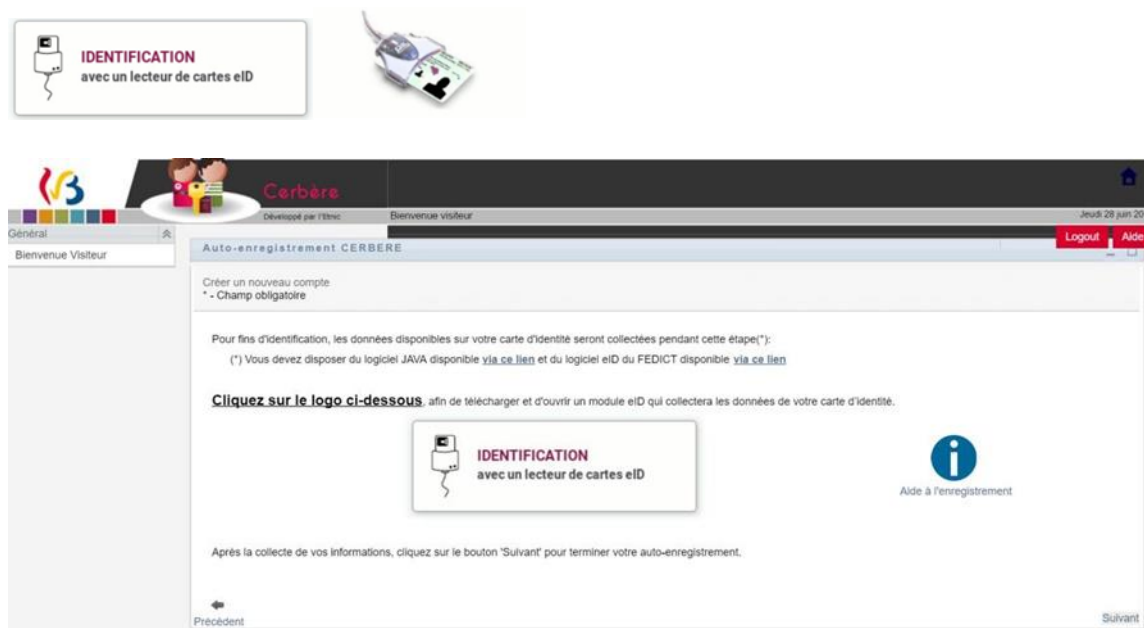 IDENTIFICATION
avec un lecteur de cartes eID
Cerbère
Développé par l'Etnic
Bienvenue visiteur
Jeudi 28 juin 20
Général
Logout
Aide
Bienvenue Visiteur
Auto-enregistrement CERBERE
Créer un nouveau compte
* - Champ obligatoire
Pour fins d'identification, les données disponibles sur votre carte d'identité seront collectées pendant cette étape(*):
(*) Vous devez disposer du logiciel JAVA disponible via ce lien et du logiciel eID du FEDICT disponible via ce lien
Cliquez sur le logo ci-dessous, afin de télécharger et d'ouvrir un module eID qui collectera les données de votre carte d'identité.
IDENTIFICATION
avec un lecteur de cartes eID
Aide à l'enregistrement
Après la collecte de vos informations, cliquez sur le bouton 'Suivant' pour terminer votre auto-enregistrement.
Précédent
Suivant